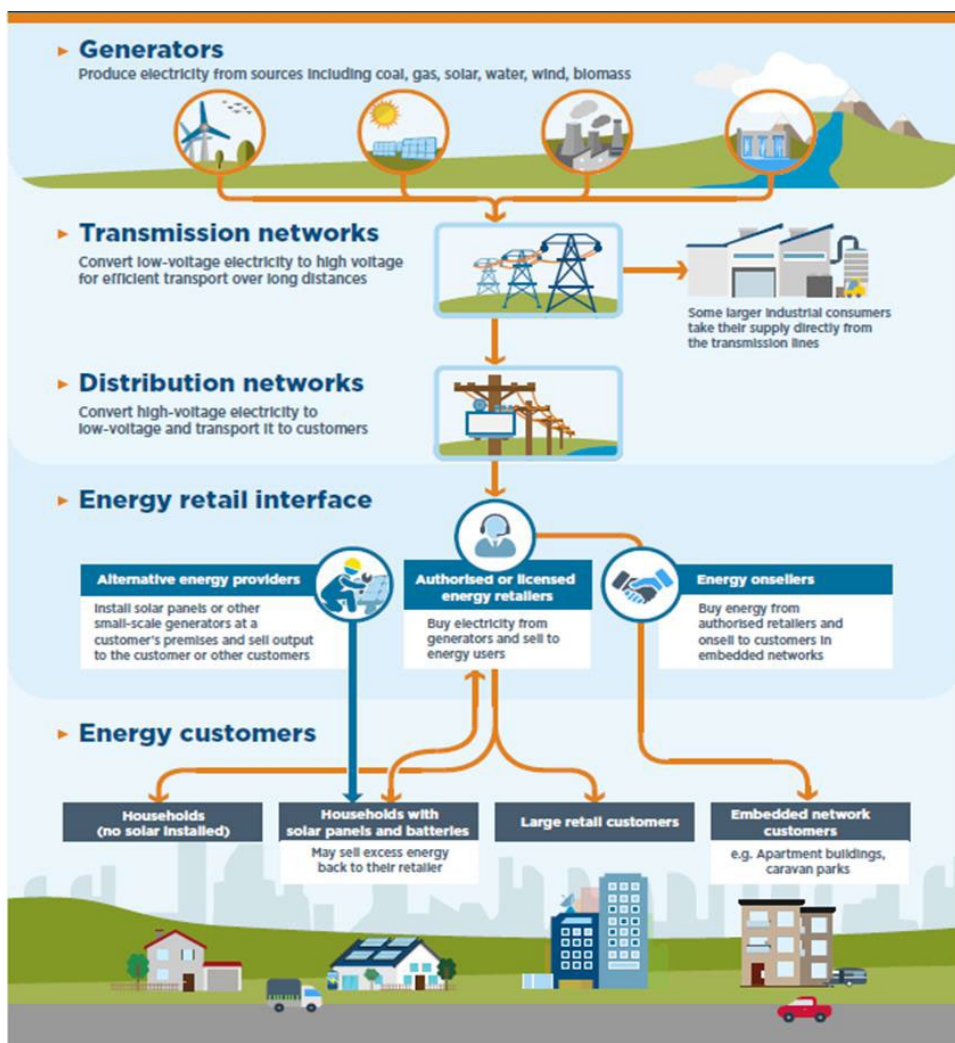 Generators
Produce electricity from sources including coal, gas, solar, water, wind, biomass
Transmission networks
Convert low-voltage electricity to high voltage
for efficient transport over long distances
Some larger industrial consumers
take their supply directly from
the transmission lines
Distribution networks
Convert high-voltage electricity to
low-voltage and transport it to customers
Energy retail interface
Alternative energy providers
Install solar panels or other
small-scale generators at a
customer's premises and sell output
to the customer or other customers
Authorised or licensed
energy retailers
Buy electricity from
generators and sell to
energy users
Energy onsellers
Buy energy from
authorised retailers and
onsell to customers in
embedded networks
Energy customers
Households
(no solar installed)
Households with
solar panels and batteries
May sell excess energy
back to their retailer
Large retail customers
Embedded network
customers
e.g. Apartment buildings,
caravan parks